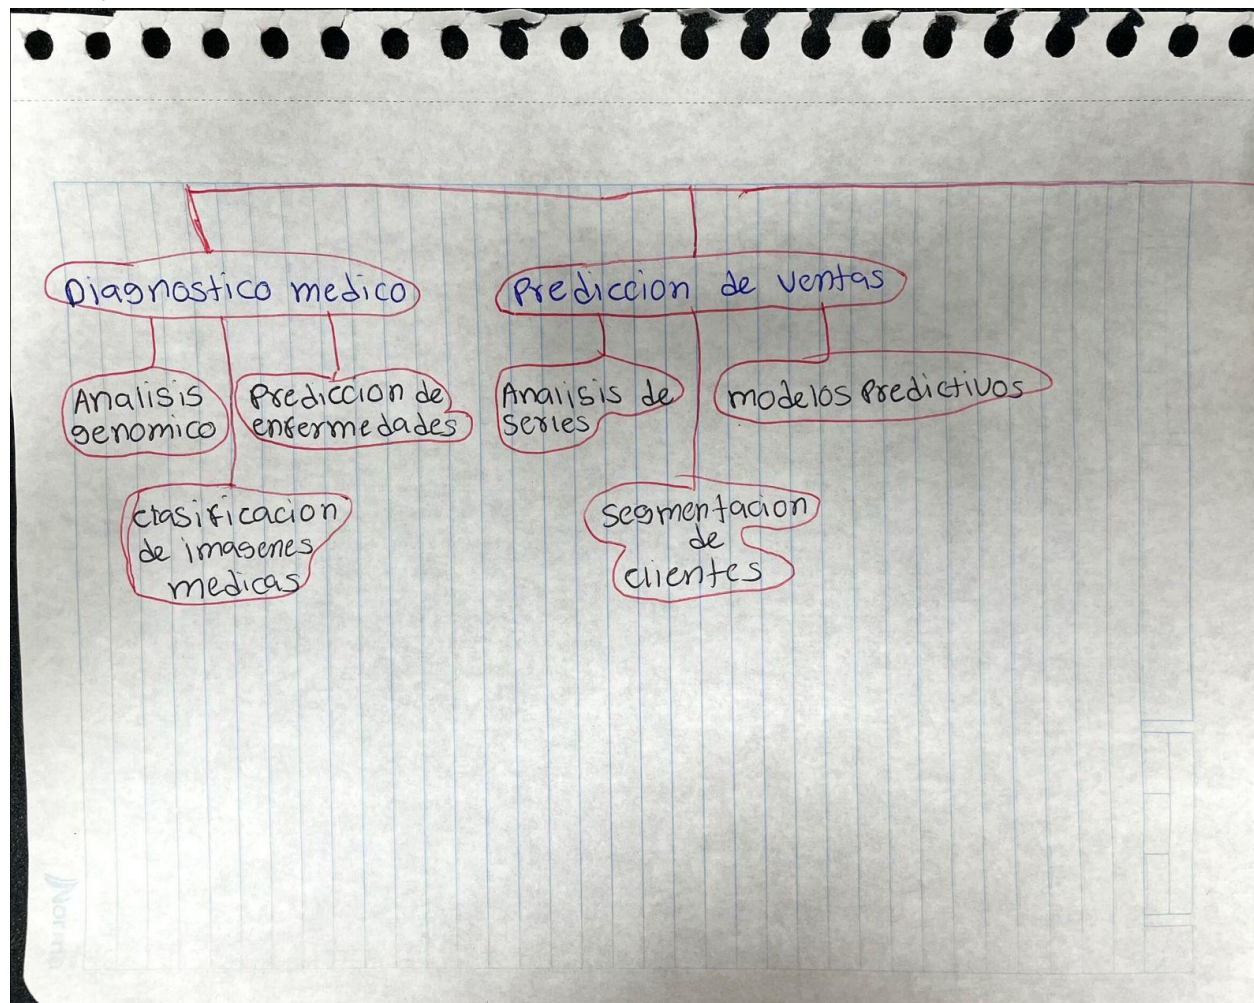 Diagnostico medico
Prediccion de ventas
Analisis
genomico
Prediccion de
enfermedades
Analisis de
series
modelos Predictivos
clasificacion
de imagenes
medicas
segmentacion
de
clientes